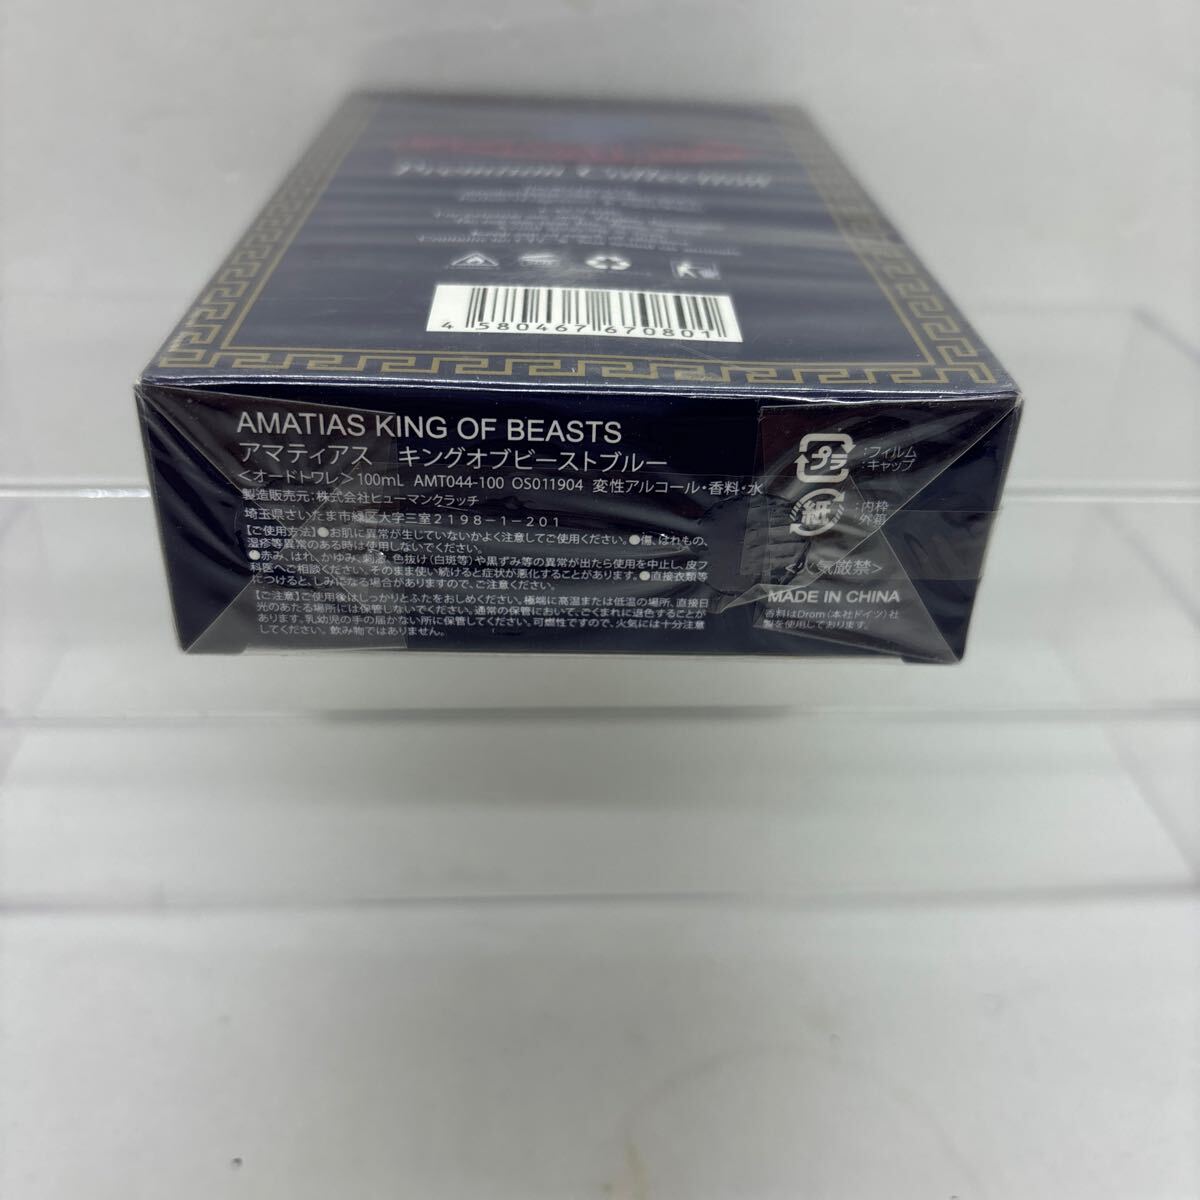 Premium Collection
4 580467 670801
AMATIAS KING OF BEASTS
アマティアス　キングオブビーストブルー
<オードトワレ>100mL AMT044-100 OS011904 変性アルコール・香料・水
製造販売元:株式会社ヒューマンクラッチ
埼玉県さいたま市緑区大字三室2198-1-201
【ご使用方法】●お肌に異常が生じていないかよく注意してご使用ください。●傷、はれもの、
湿疹等異常のある時は使用しないでください。
●赤み、はれ、かゆみ、刺激、色抜け(白斑等)や黒ずみ等の異常が出たら使用を中止し、皮フ
科医へご相談ください。そのまま使い続けると症状が悪化することがあります。●直接衣類等
につけると、しみになる場合がありますので、ご注意ください。
【ご注意】ご使用後はしっかりとふたをおしめください。極端に高温または低温の場所、直接日
光のあたる場所には保管しないでください。通常の保管において、ごくまれに退色することが
あります。乳幼児の手の届かない所に保管してください。可燃性ですので、火気には十分注意
してください。飲み物ではありません。
プラ
:フィルム
:キャップ
紙
:内枠
外箱
<火気厳禁>
MADE IN CHINA
香料はDrom(本社ドイツ)社
製を使用しております。